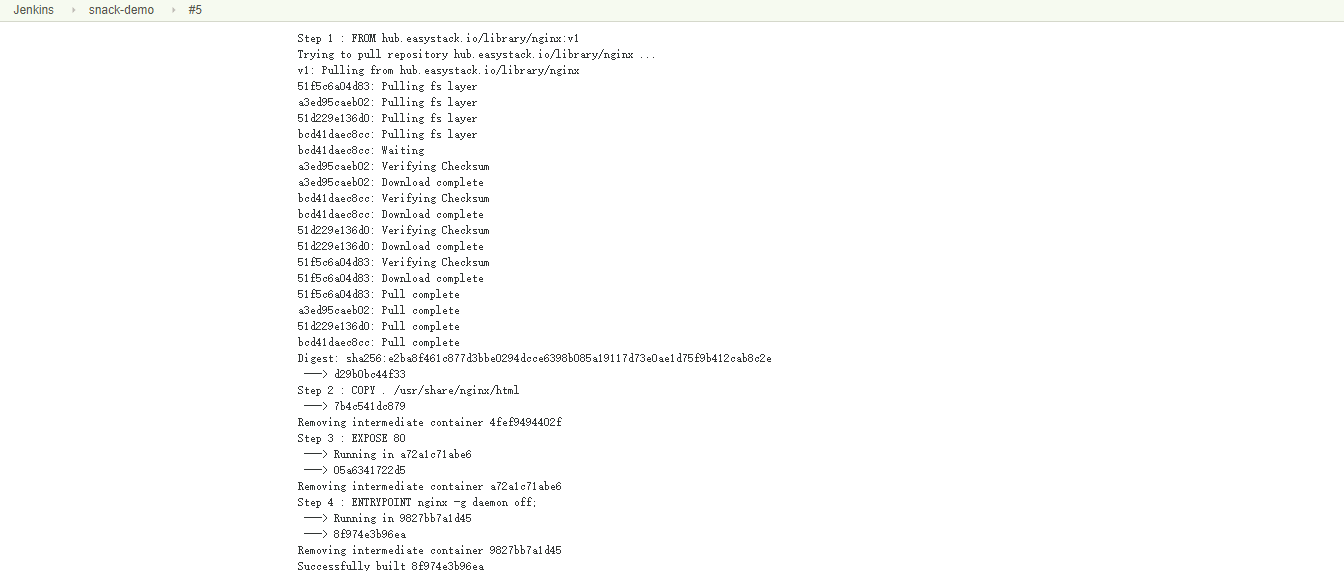 Jenkins › snack-demo › #5
Step 1 : FROM hub.easystack.io/library/nginx:v1
Trying to pull repository hub.easystack.io/library/nginx ...
v1: Pulling from hub.easystack.io/library/nginx
51f5c6a04d83: Pulling fs layer
a3ed95caeb02: Pulling fs layer
51d229e136d0: Pulling fs layer
bcd41daec8cc: Pulling fs layer
bcd41daec8cc: Waiting
a3ed95caeb02: Verifying Checksum
a3ed95caeb02: Download complete
bcd41daec8cc: Verifying Checksum
bcd41daec8cc: Download complete
51d229e136d0: Verifying Checksum
51d229e136d0: Download complete
51f5c6a04d83: Verifying Checksum
51f5c6a04d83: Download complete
51f5c6a04d83: Pull complete
a3ed95caeb02: Pull complete
51d229e136d0: Pull complete
bcd41daec8cc: Pull complete
Digest: sha256:e2ba8f461c877d3bbe0294dcce6398b085a19117d73e0ae1d75f9b412cab8c2e
---> d29b0bc44f33
Step 2 : COPY . /usr/share/nginx/html
---> 7b4c541dc879
Removing intermediate container 4fef9494402f
Step 3 : EXPOSE 80
---> Running in a72a1c71abe6
---> 05a6341722d5
Removing intermediate container a72a1c71abe6
Step 4 : ENTRYPOINT nginx -g daemon off;
---> Running in 9827bb7a1d45
---> 8f974e3b96ea
Removing intermediate container 9827bb7a1d45
Successfully built 8f974e3b96ea